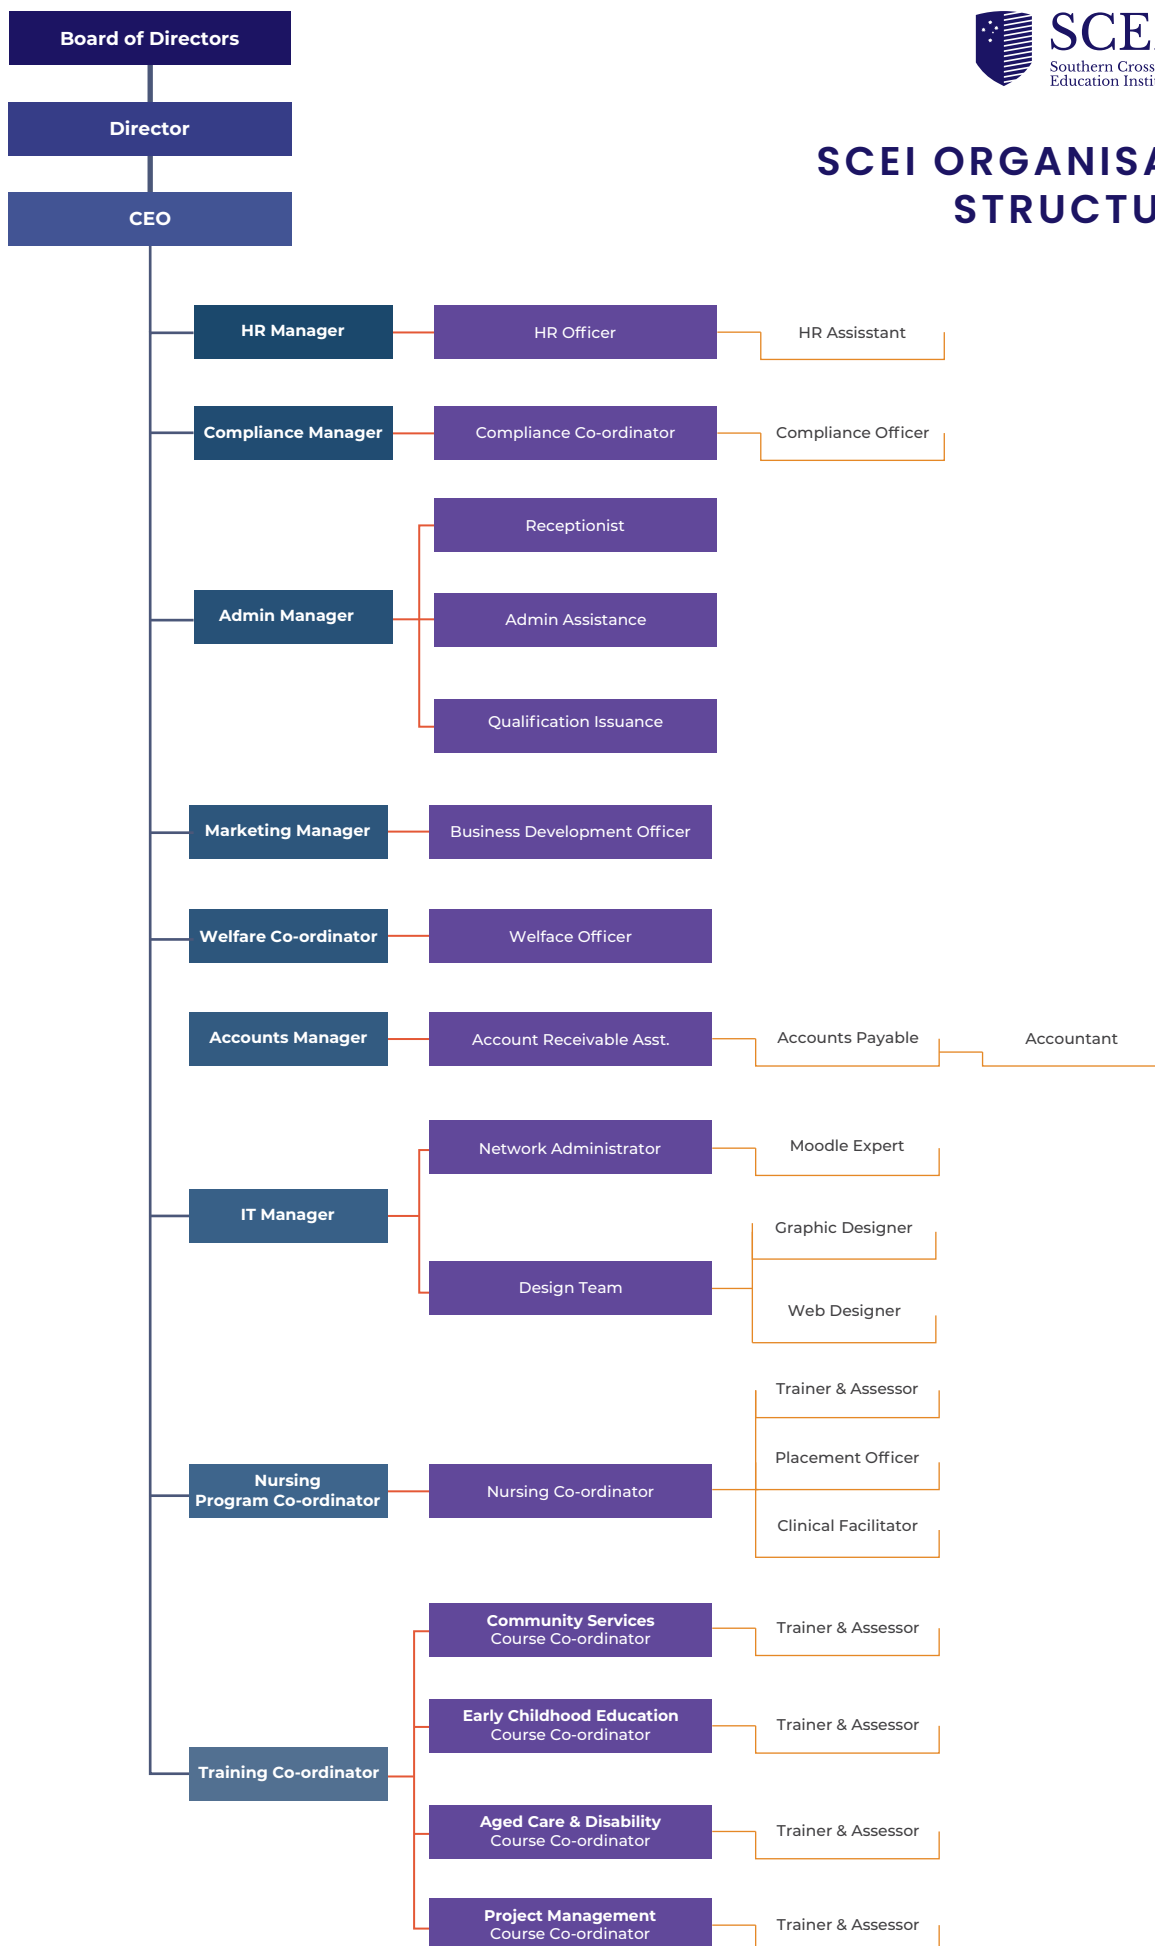 Board of Directors
Director
CEO
SCEI
Southern Cross
Education Instit
SCEI ORGANISA
STRUCTU
HR Manager
HR Officer
HR Assisstant
Compliance Manager
Compliance Co-ordinator
Compliance Officer
Receptionist
Admin Manager
Admin Assistance
Qualification Issuance
Marketing Manager
Business Development Officer
Welfare Co-ordinator
Welface Officer
Accounts Manager
Account Receivable Asst.
Accounts Payable
Accountant
Network Administrator
Moodle Expert
IT Manager
Graphic Designer
Design Team
Web Designer
Trainer & Assessor
Placement Officer
Nursing
Program Co-ordinator
Nursing Co-ordinator
Clinical Facilitator
Community Services
Course Co-ordinator
Trainer & Assessor
Early Childhood Education
Course Co-ordinator
Trainer & Assessor
Training Co-ordinator
Aged Care & Disability
Course Co-ordinator
Trainer & Assessor
Project Management
Course Co-ordinator
Trainer & Assessor